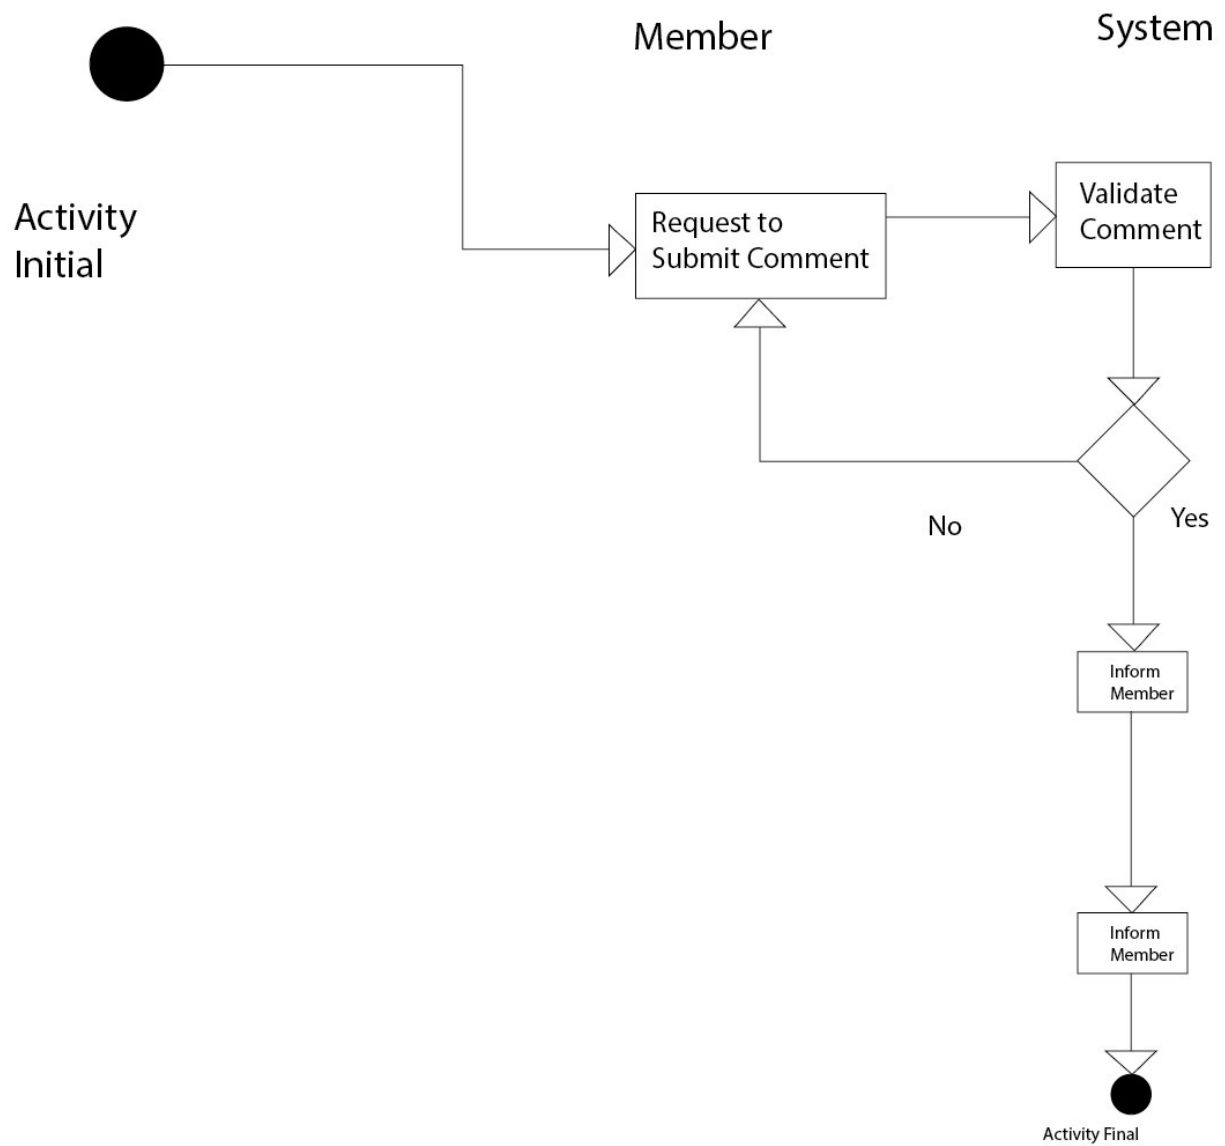 Member
System
Activity
Initial
Request to
Submit Comment
Validate
Comment
No
Yes
Inform
Member
Inform
Member
Activity Final